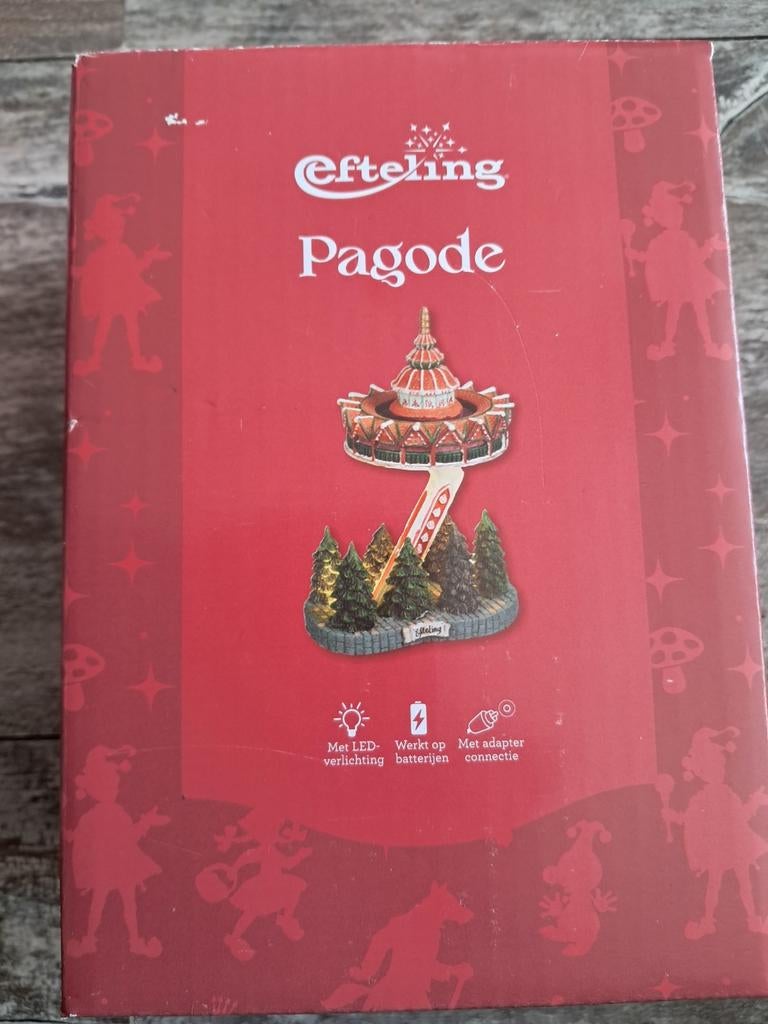 Efteling
Pagode
Efteling
Met LED-
verlichting
Werkt op
batterijen
Met adapter
connectie